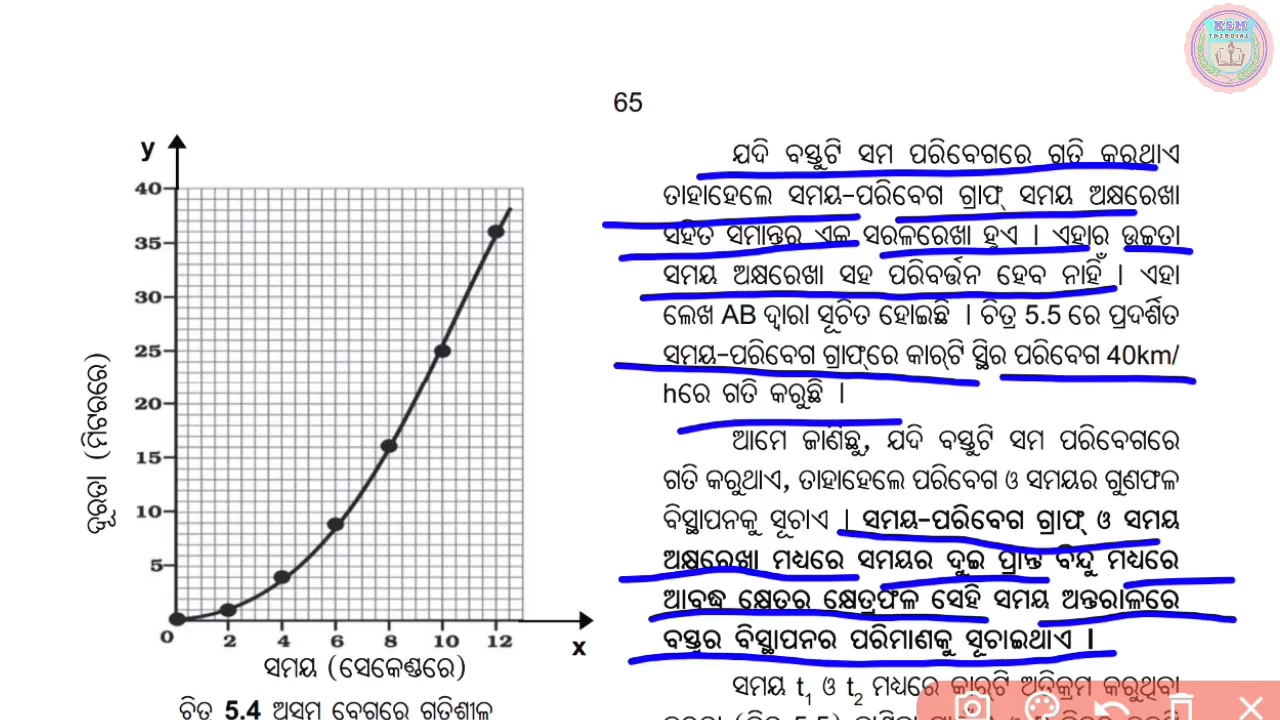 KSM
TUTORIAL
65
y
40
35
30
25
20
15
10
5
0
2
4
6
8
10
12
x
ଦୂରତା (ମିଟରରେ)
ସମୟ (ସେକେଣ୍ଡରେ)
ଚିତ୍ର 5.4 ଅସମ ବେଗରେ ଗତିଶୀଳ
ଯଦି ବସ୍ତୁଟି ସମ ପରିବେଗରେ ଗତି କରୁଥାଏ
ତାହାହେଲେ ସମୟ-ପରିବେଗ ଗ୍ରାଫ୍ ସମୟ ଅକ୍ଷରେଖା
ସହିତ ସମାନ୍ତର ଏକ ସରଳରେଖା ହୁଏ । ଏହାର ଉଚ୍ଚତା
ସମୟ ଅକ୍ଷରେଖା ସହ ପରିବର୍ତ୍ତନ ହେବ ନାହିଁ । ଏହା
ଲେଖ AB ଦ୍ୱାରା ସୂଚିତ ହୋଇଛି । ଚିତ୍ର 5.5 ରେ ପ୍ରଦର୍ଶିତ
ସମୟ-ପରିବେଗ ଗ୍ରାଫ୍‌ରେ କାର୍‌ଟି ସ୍ଥିର ପରିବେଗ 40km/
hରେ ଗତି କରୁଛି ।
ଆମେ ଜାଣିଛୁ, ଯଦି ବସ୍ତୁଟି ସମ ପରିବେଗରେ
ଗତି କରୁଥାଏ, ତାହାହେଲେ ପରିବେଗ ଓ ସମୟର ଗୁଣଫଳ
ବିସ୍ଥାପନକୁ ସୂଚାଏ । ସମୟ-ପରିବେଗ ଗ୍ରାଫ୍ ଓ ସମୟ
ଅକ୍ଷରେଖା ମଧ୍ୟରେ ସମୟର ଦୁଇ ପ୍ରାନ୍ତ ବିନ୍ଦୁ ମଧ୍ୟରେ
ଆବଦ୍ଧ କ୍ଷେତର କ୍ଷେତ୍ରଫଳ ସେହି ସମୟ ଅନ୍ତରାଳରେ
ବସ୍ତୁର ବିସ୍ଥାପନର ପରିମାଣକୁ ସୂଚାଇଥାଏ ।
ସମୟ t₁ ଓ t₂ ମଧ୍ୟରେ କାର୍‌ଟି ଅତିକ୍ରମ କରୁଥିବା